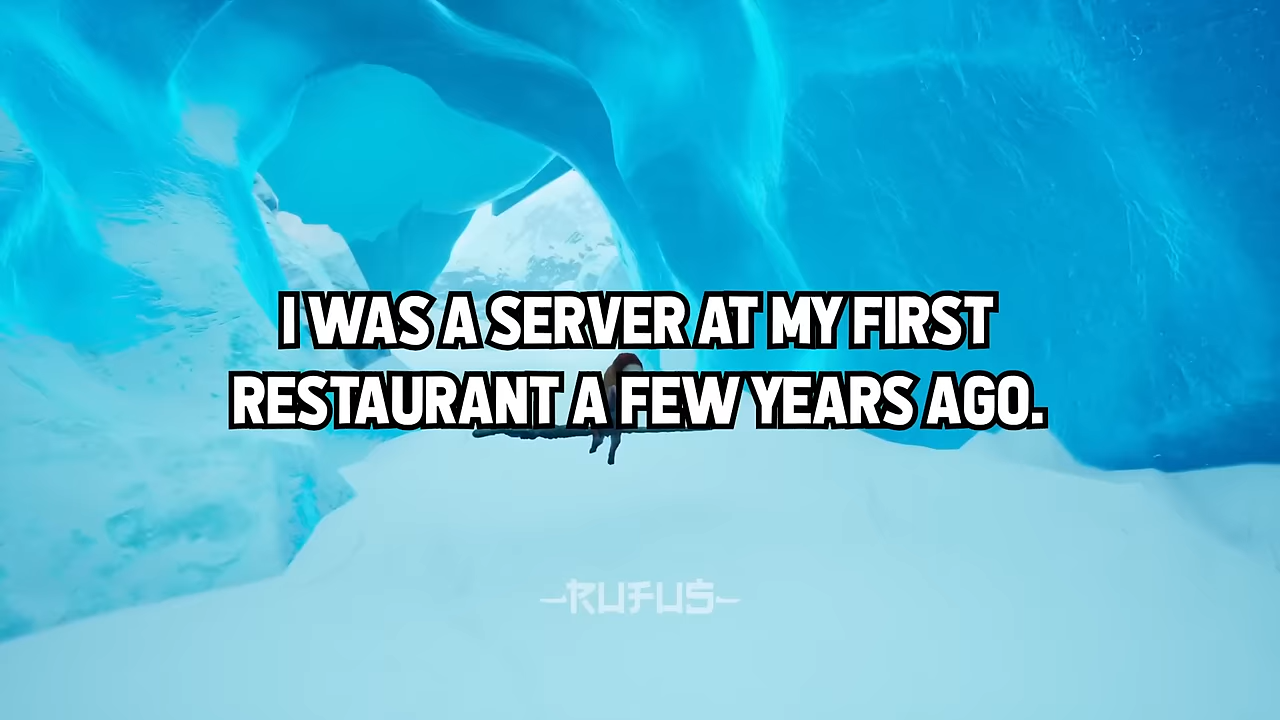 I WAS A SERVER AT MY FIRST
RESTAURANT A FEW YEARS AGO.
-RUFUS-